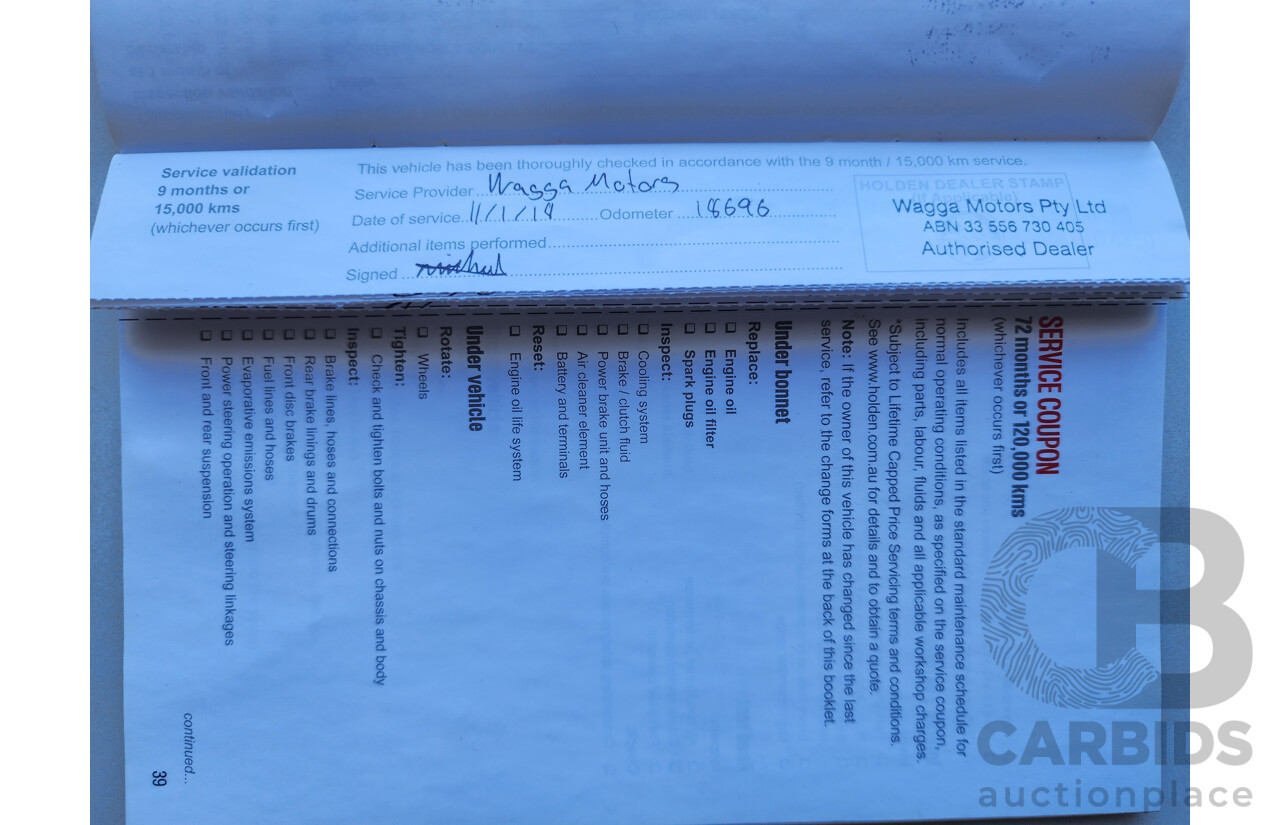 Service validation
9 months or
15,000 kms
(whichever occurs first)
This vehicle has been thoroughly checked in accordance with the 9 month / 15,000 km service.
Service Provider Wagga Motors
Date of service 11/1/18 Odometer 18696
Additional items performed
Signed
HOLDEN DEALER STAMP
Wagga Motors Pty Ltd
ABN 33 556 730 405
Authorised Dealer
SERVICE COUPON
72 months or 120,000 kms
(whichever occurs first)
Includes all items listed in the standard maintenance schedule for
normal operating conditions, as specified on the service coupon,
including parts, labour, fluids and all applicable workshop charges.
*Subject to Lifetime Capped Price Servicing terms and conditions.
See www.holden.com.au for details and to obtain a quote.
Note: If the owner of this vehicle has changed since the last
service, refer to the change forms at the back of this booklet.
Under bonnet
Replace:
❑ Engine oil
❑ Engine oil filter
❑ Spark plugs
Inspect:
❑ Cooling system
❑ Brake / clutch fluid
❑ Power brake unit and hoses
❑ Air cleaner element
❑ Battery and terminals
Reset:
❑ Engine oil life system
Under vehicle
Rotate:
❑ Wheels
Tighten:
❑ Check and tighten bolts and nuts on chassis and body
Inspect:
❑ Brake lines, hoses and connections
❑ Rear brake linings and drums
❑ Front disc brakes
❑ Fuel lines and hoses
❑ Evaporative emissions system
❑ Power steering operation and steering linkages
❑ Front and rear suspension
continued...
39
CB
CARBIDS
auctionplace